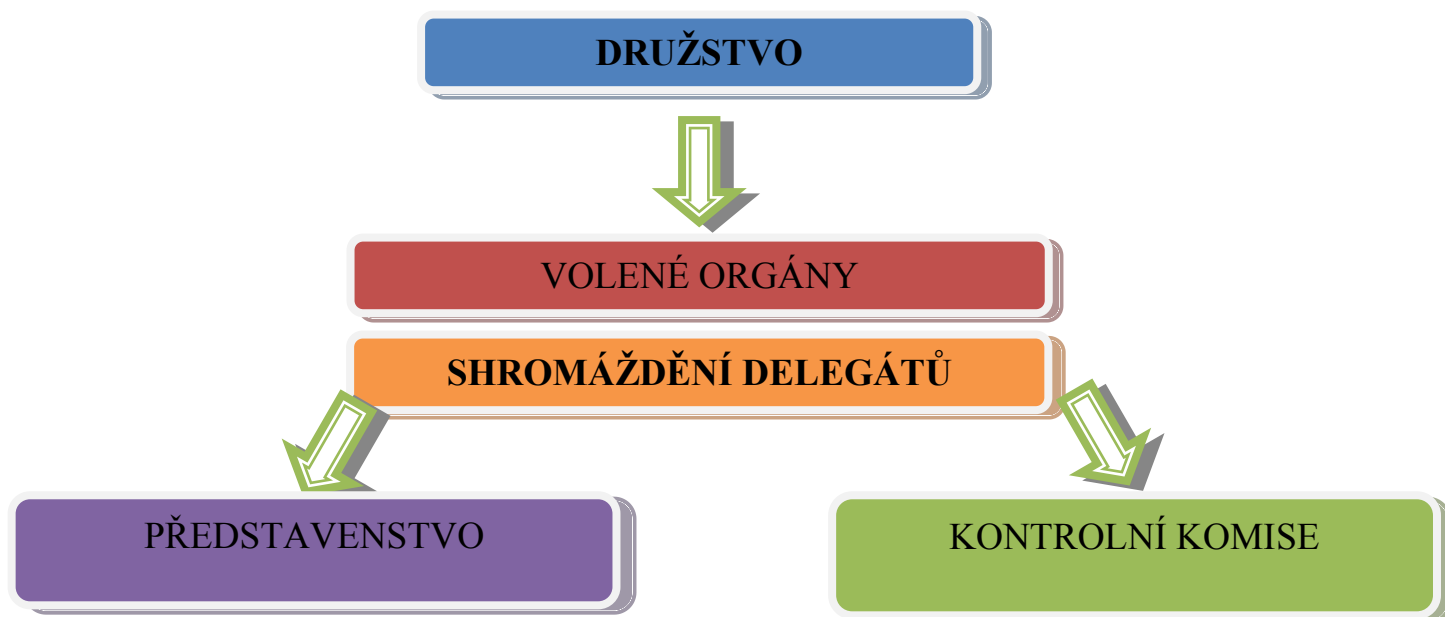 DRUŽSTVO
VOLENÉ ORGÁNY
SHROMÁŽDĚNÍ DELEGÁTŮ
PŘEDSTAVENSTVO
KONTROLNÍ KOMISE